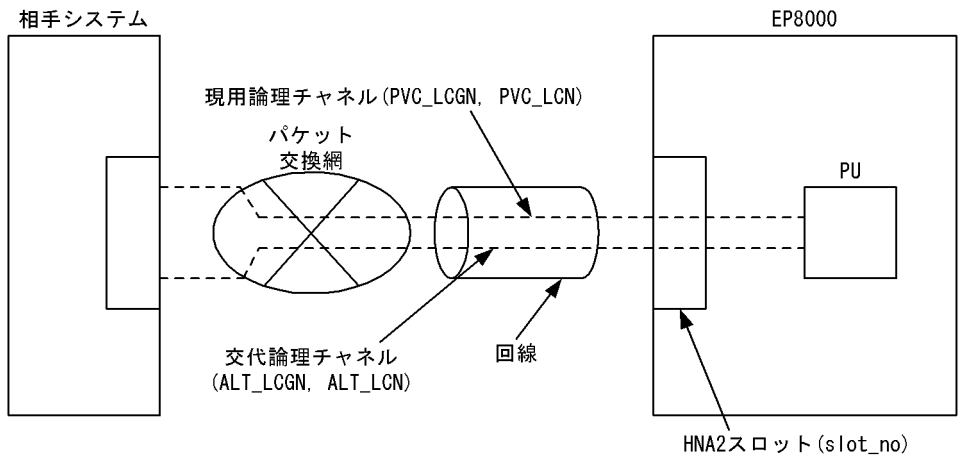 相手システム
EP8000
現用論理チャネル(PVC_LCGN, PVC_LCN)
パケット
交換網
PU
交代論理チャネル
(ALT_LCGN, ALT_LCN)
回線
HNA2スロット(slot_no)